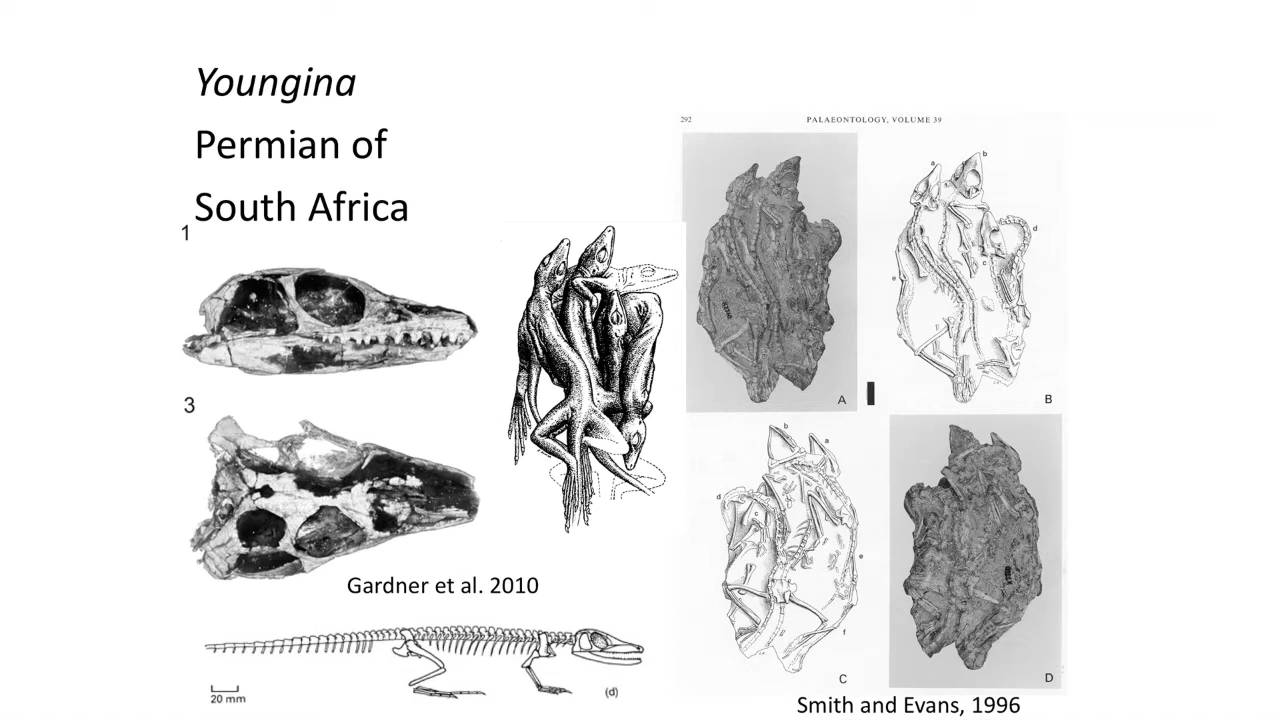 Youngina
Permian of
South Africa
1
3
Gardner et al. 2010
20 mm
(d)
292
PALAEONTOLOGY, VOLUME 39
A
a
b
c
d
e
B
b
a
d
c
e
f
C
D
Smith and Evans, 1996